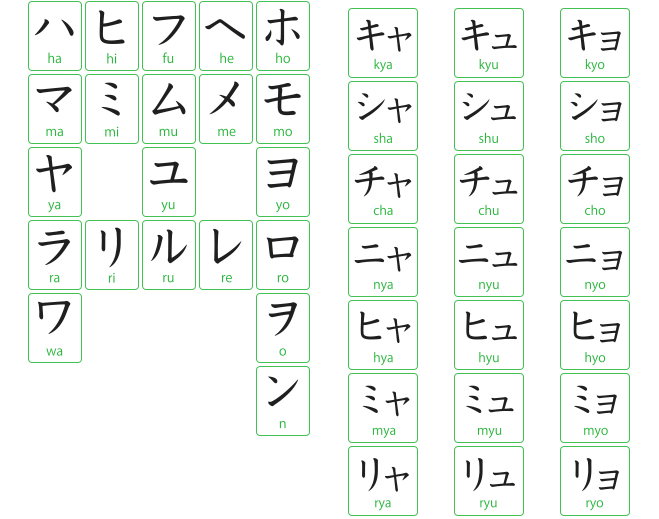 ハ ヒ フ ヘ ホ
ha hi fu he ho
マ ミ ム メ モ
ma mi mu me mo
ヤ ユ ヨ
ya yu yo
ラ リ ル レ ロ
ra ri ru re ro
ワ ヲ
wa o
ン
n
キャ キュ キョ
kya kyu kyo
シャ シュ ショ
sha shu sho
チャ チュ チョ
cha chu cho
ニャ ニュ ニョ
nya nyu nyo
ヒャ ヒュ ヒョ
hya hyu hyo
ミャ ミュ ミョ
mya myu myo
リャ リュ リョ
rya ryu ryo